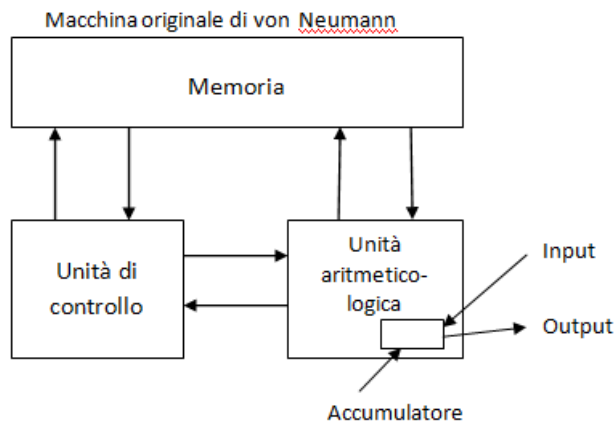 Macchina originale di von Neumann
Memoria
Unità di
controllo
Unità
aritmetico-
logica
Input
Output
Accumulatore